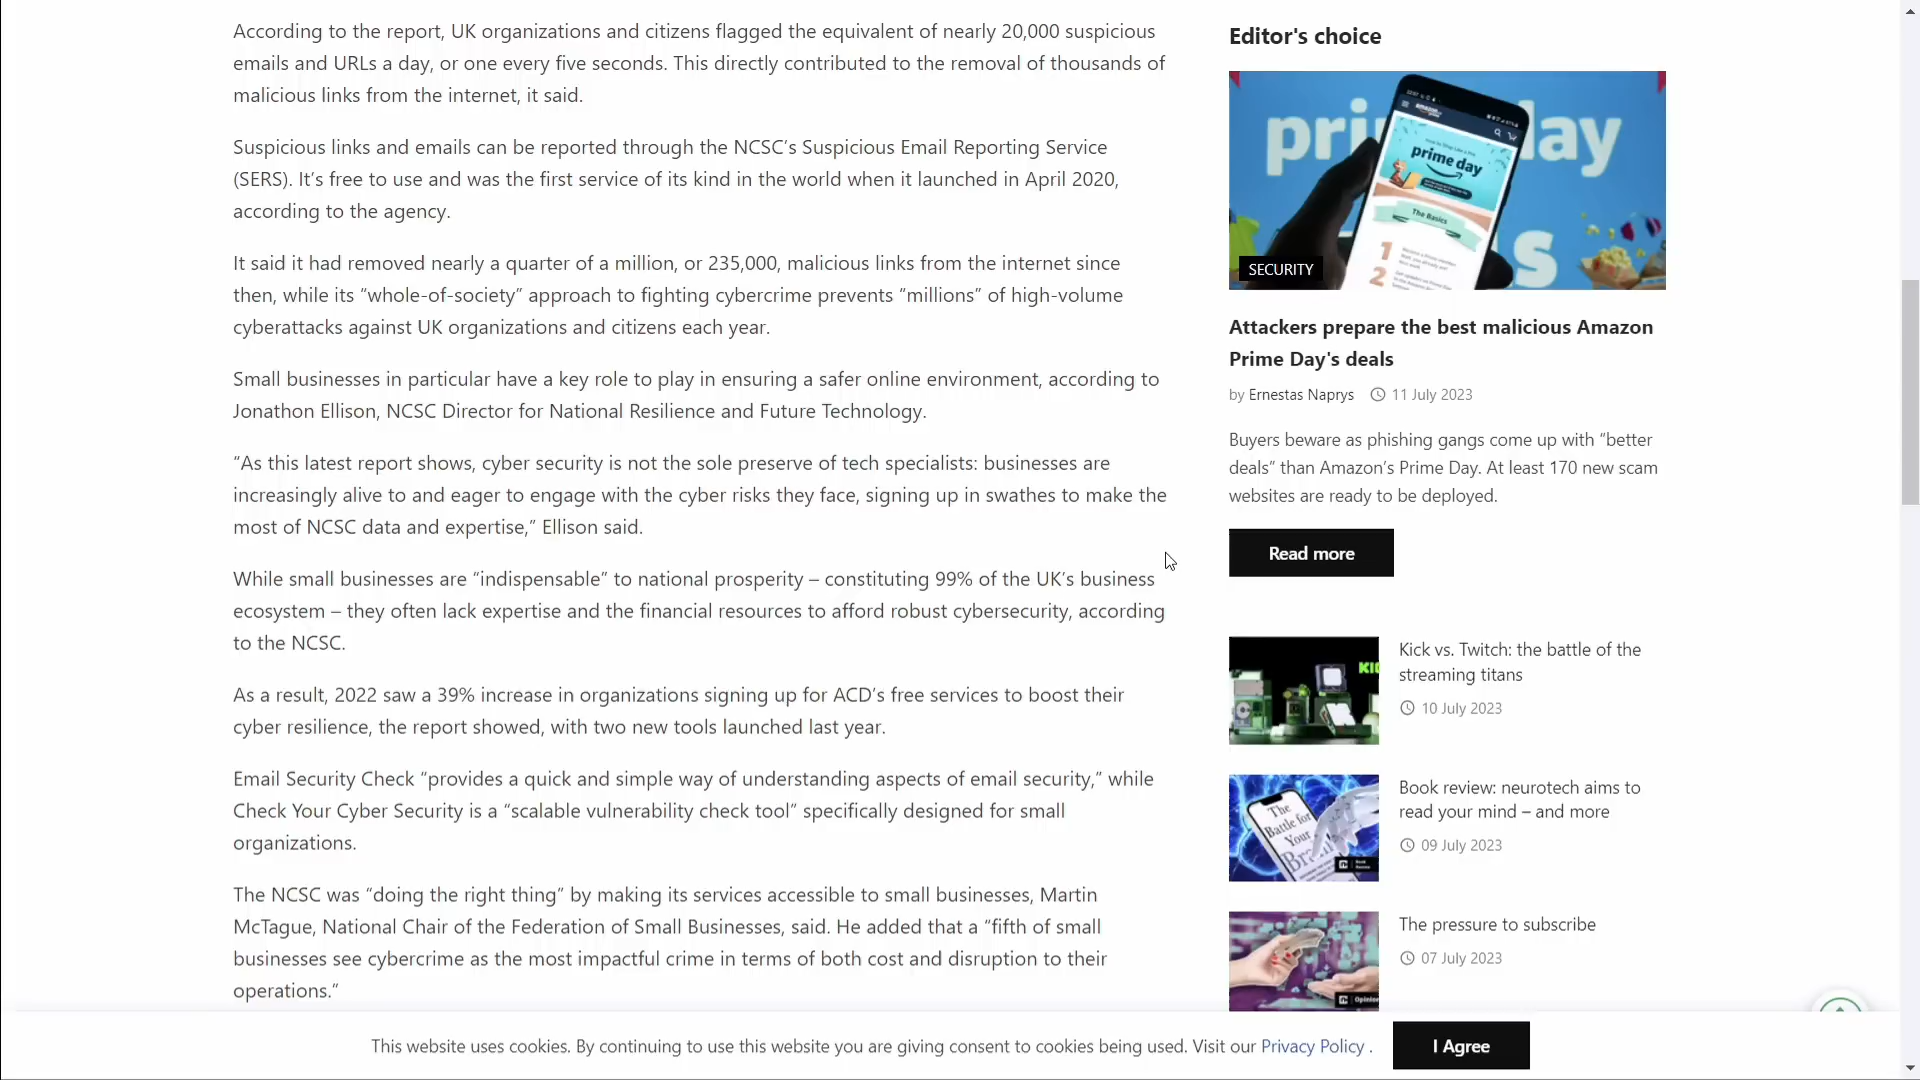 According to the report, UK organizations and citizens flagged the equivalent of nearly 20,000 suspicious
emails and URLs a day, or one every five seconds. This directly contributed to the removal of thousands of
malicious links from the internet, it said.
Suspicious links and emails can be reported through the NCSC’s Suspicious Email Reporting Service
(SERS). It’s free to use and was the first service of its kind in the world when it launched in April 2020,
according to the agency.
It said it had removed nearly a quarter of a million, or 235,000, malicious links from the internet since
then, while its “whole-of-society” approach to fighting cybercrime prevents “millions” of high-volume
cyberattacks against UK organizations and citizens each year.
Small businesses in particular have a key role to play in ensuring a safer online environment, according to
Jonathon Ellison, NCSC Director for National Resilience and Future Technology.
“As this latest report shows, cyber security is not the sole preserve of tech specialists: businesses are
increasingly alive to and eager to engage with the cyber risks they face, signing up in swathes to make the
most of NCSC data and expertise,” Ellison said.
While small businesses are “indispensable” to national prosperity – constituting 99% of the UK’s business
ecosystem – they often lack expertise and the financial resources to afford robust cybersecurity, according
to the NCSC.
As a result, 2022 saw a 39% increase in organizations signing up for ACD’s free services to boost their
cyber resilience, the report showed, with two new tools launched last year.
Email Security Check “provides a quick and simple way of understanding aspects of email security,” while
Check Your Cyber Security is a “scalable vulnerability check tool” specifically designed for small
organizations.
The NCSC was “doing the right thing” by making its services accessible to small businesses, Martin
McTague, National Chair of the Federation of Small Businesses, said. He added that a “fifth of small
businesses see cybercrime as the most impactful crime in terms of both cost and disruption to their
operations.”
Editor's choice
pri day
prime day
The Basics
1
2
s
SECURITY
Attackers prepare the best malicious Amazon
Prime Day's deals
by Ernestas Naprys 11 July 2023
Buyers beware as phishing gangs come up with “better
deals” than Amazon’s Prime Day. At least 170 new scam
websites are ready to be deployed.
Read more
KIC
Kick vs. Twitch: the battle of the
streaming titans
10 July 2023
The
Battle for
Your
Brain
Book review: neurotech aims to
read your mind – and more
09 July 2023
Opinion
The pressure to subscribe
07 July 2023
This website uses cookies. By continuing to use this website you are giving consent to cookies being used. Visit our Privacy Policy .
I Agree